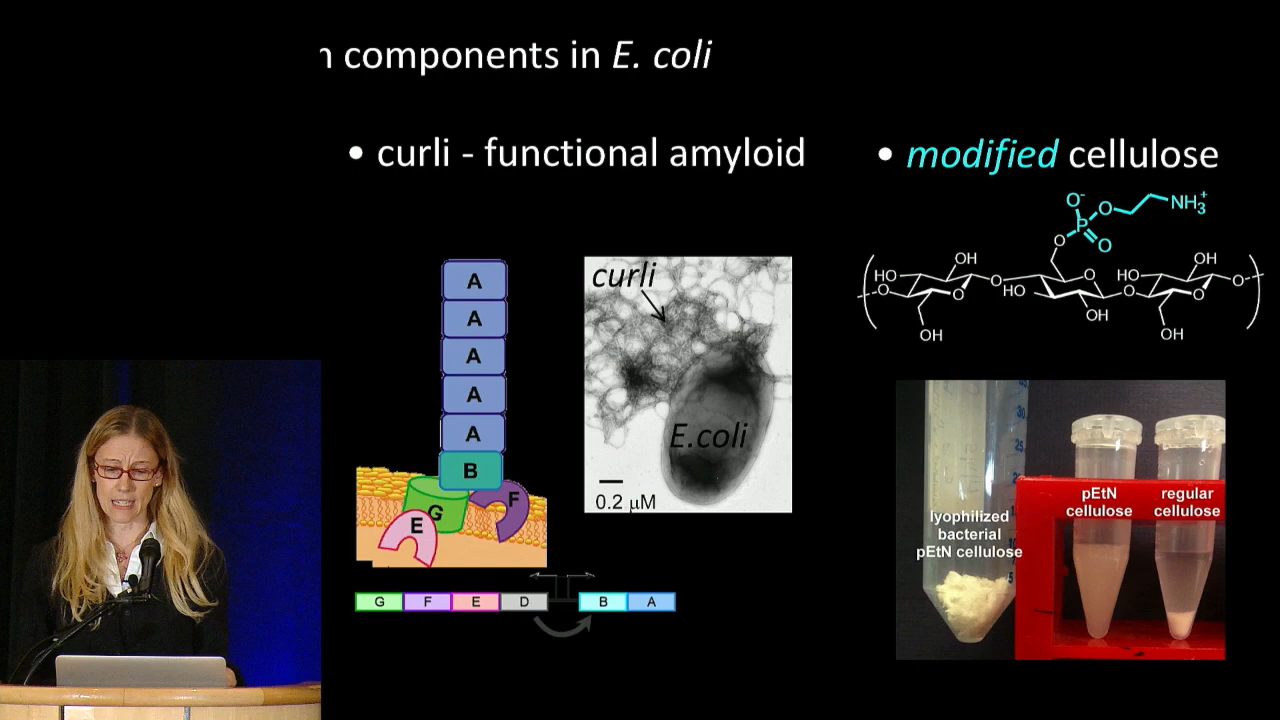 components in E. coli
• curli - functional amyloid
• modified cellulose
A
A
A
A
A
B
G
F
E
G F E D B A
curli
E.coli
0.2 µM
O⁻
O
NH₃⁺
P
O
O
OH
HO
O
O
O
HO
O
OH
O
HO
OH
O
O
OH
OH
lyophilized
bacterial
pEtN cellulose
pEtN
cellulose
regular
cellulose